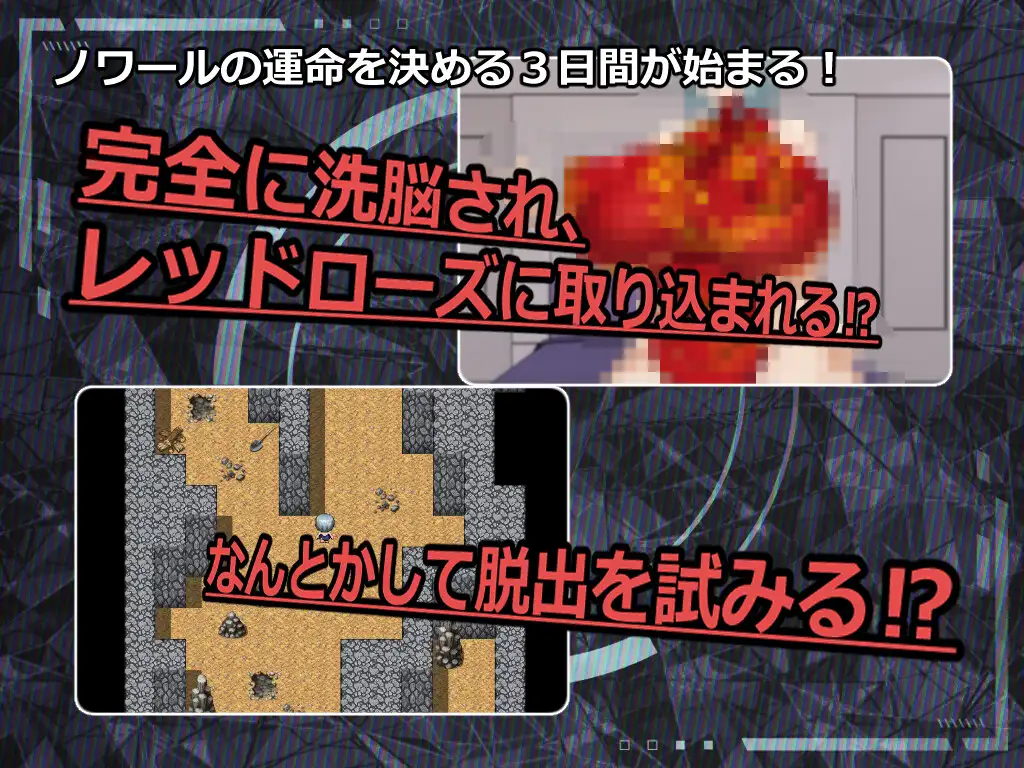 ノワールの運命を決める３日間が始まる！
完全に洗脳され、
レッドローズに取り込まれる!?
なんとかして脱出を試みる!?